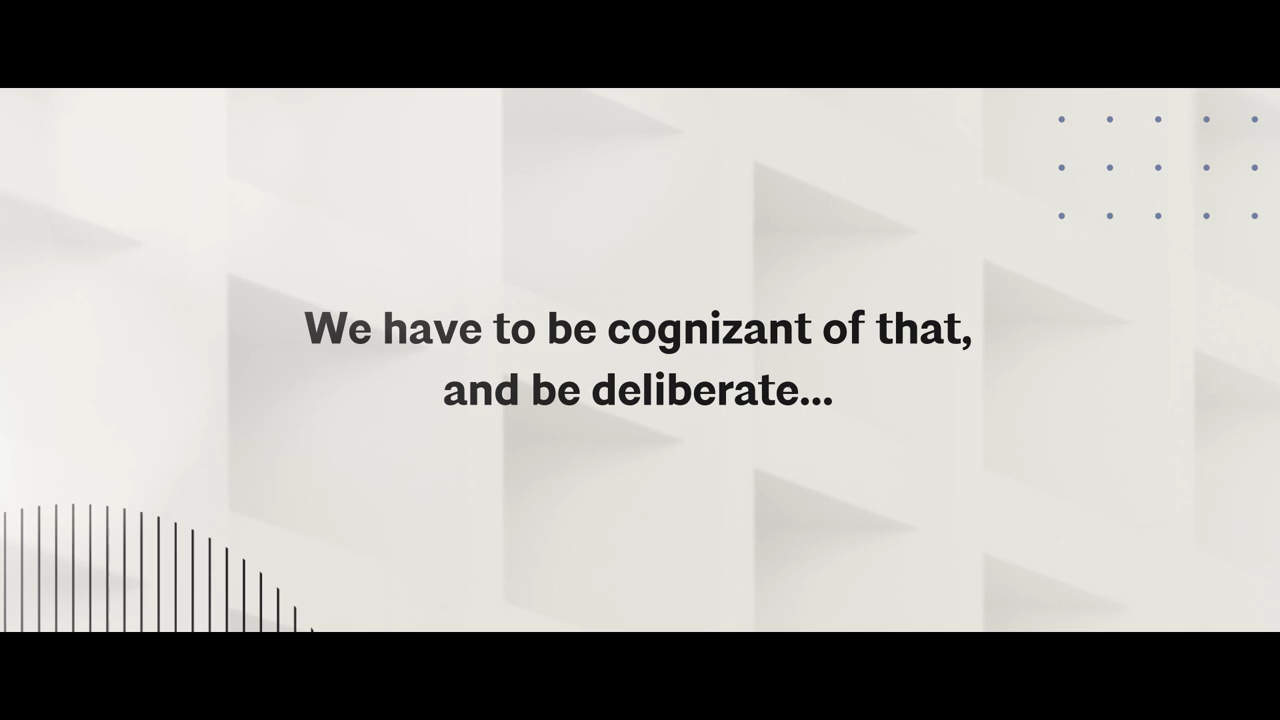 We have to be cognizant of that,
and be deliberate...